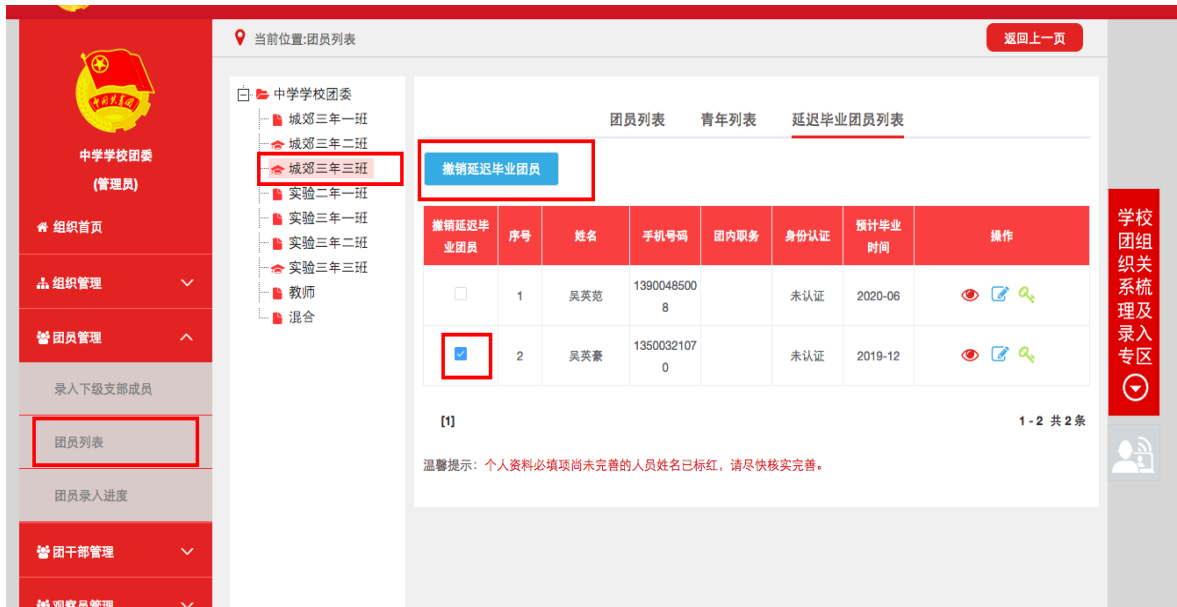 当前位置:团员列表
返回上一页
中学学校团委
(管理员)
组织首页
组织管理
团员管理
录入下级支部成员
团员列表
团员录入进度
团干部管理
观察员管理
中学学校团委
城郊三年一班
城郊三年二班
城郊三年三班
实验二年一班
实验三年一班
实验三年二班
实验三年三班
教师
混合
团员列表 青年列表 延迟毕业团员列表
撤销延迟毕业团员
撤销延迟毕业团员 序号 姓名 手机号码 团内职务 身份认证 预计毕业时间 操作
1 吴英范 13900485008 未认证 2020-06
2 吴英豪 13500321070 未认证 2019-12
[1] 1-2 共2条
温馨提示：个人资料必填项尚未完善的人员姓名已标红，请尽快核实完善。
学校
团组
织关
系梳
理及
录入
专区